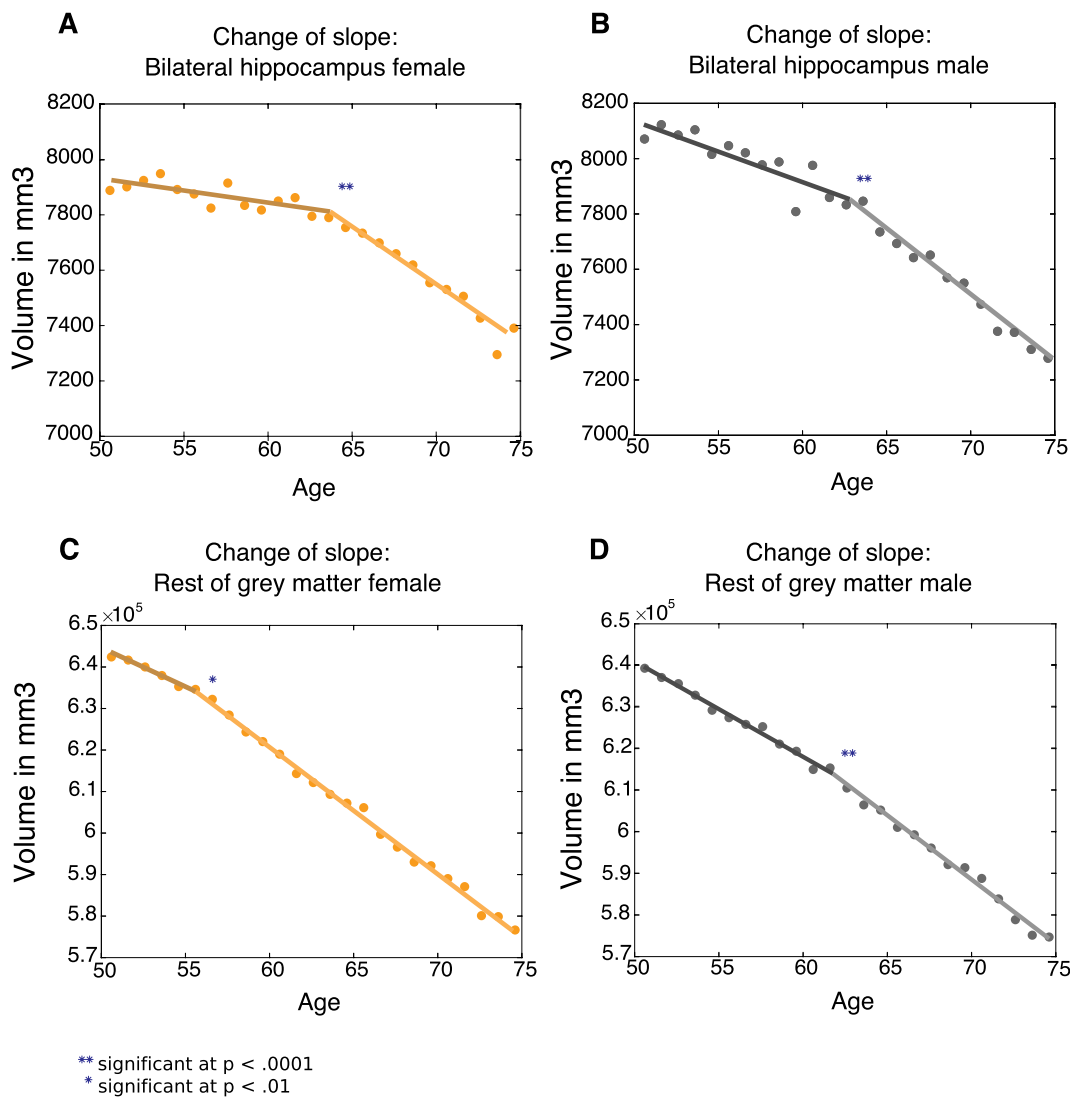 A
Change of slope:
Bilateral hippocampus female
8200
8000
7800
7600
7400
7200
7000
Volume in mm3
50 55 60 65 70 75
Age
B
Change of slope:
Bilateral hippocampus male
8200
8000
7800
7600
7400
7200
7000
Volume in mm3
50 55 60 65 70 75
Age
**
**
C
Change of slope:
Rest of grey matter female
×10⁵
6.5
6.4
6.3
6.2
6.1
6
5.9
5.8
5.7
Volume in mm3
50 55 60 65 70 75
Age
*
D
Change of slope:
Rest of grey matter male
×10⁵
6.5
6.4
6.3
6.2
6.1
6
5.9
5.8
5.7
Volume in mm3
50 55 60 65 70 75
Age
**
** significant at p < .0001
* significant at p < .01